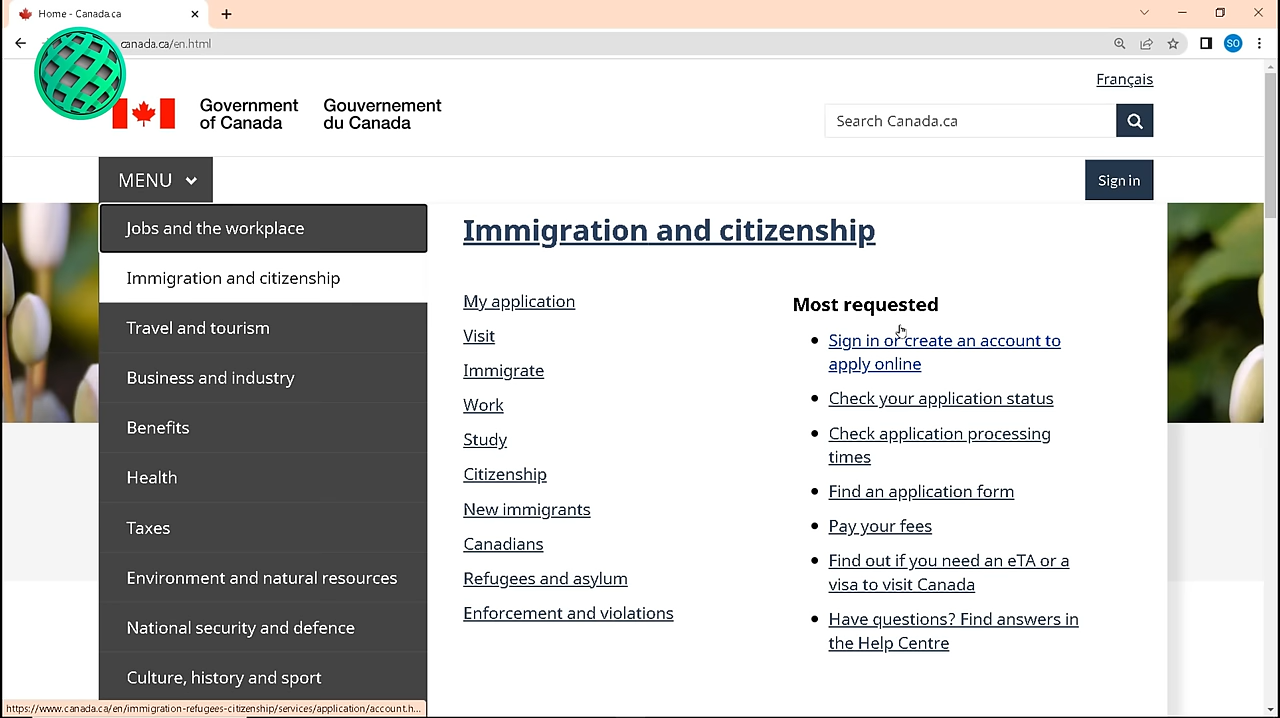 Home - Canada.ca
canada.ca/en.html
SO
Français
Government
of Canada
Gouvernement
du Canada
Search Canada.ca
MENU
Sign in
Jobs and the workplace
Immigration and citizenship
Travel and tourism
Business and industry
Benefits
Health
Taxes
Environment and natural resources
National security and defence
Culture, history and sport
Immigration and citizenship
My application
Visit
Immigrate
Work
Study
Citizenship
New immigrants
Canadians
Refugees and asylum
Enforcement and violations
Most requested
Sign in or create an account to
apply online
Check your application status
Check application processing
times
Find an application form
Pay your fees
Find out if you need an eTA or a
visa to visit Canada
Have questions? Find answers in
the Help Centre
https://www.canada.ca/en/immigration-refugees-citizenship/services/application/account.h...